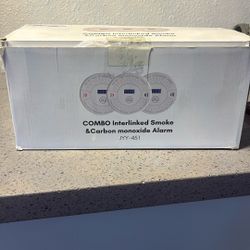 COMBO Interlinked Smoke
&Carbon monoxide Alarm
JYY-451